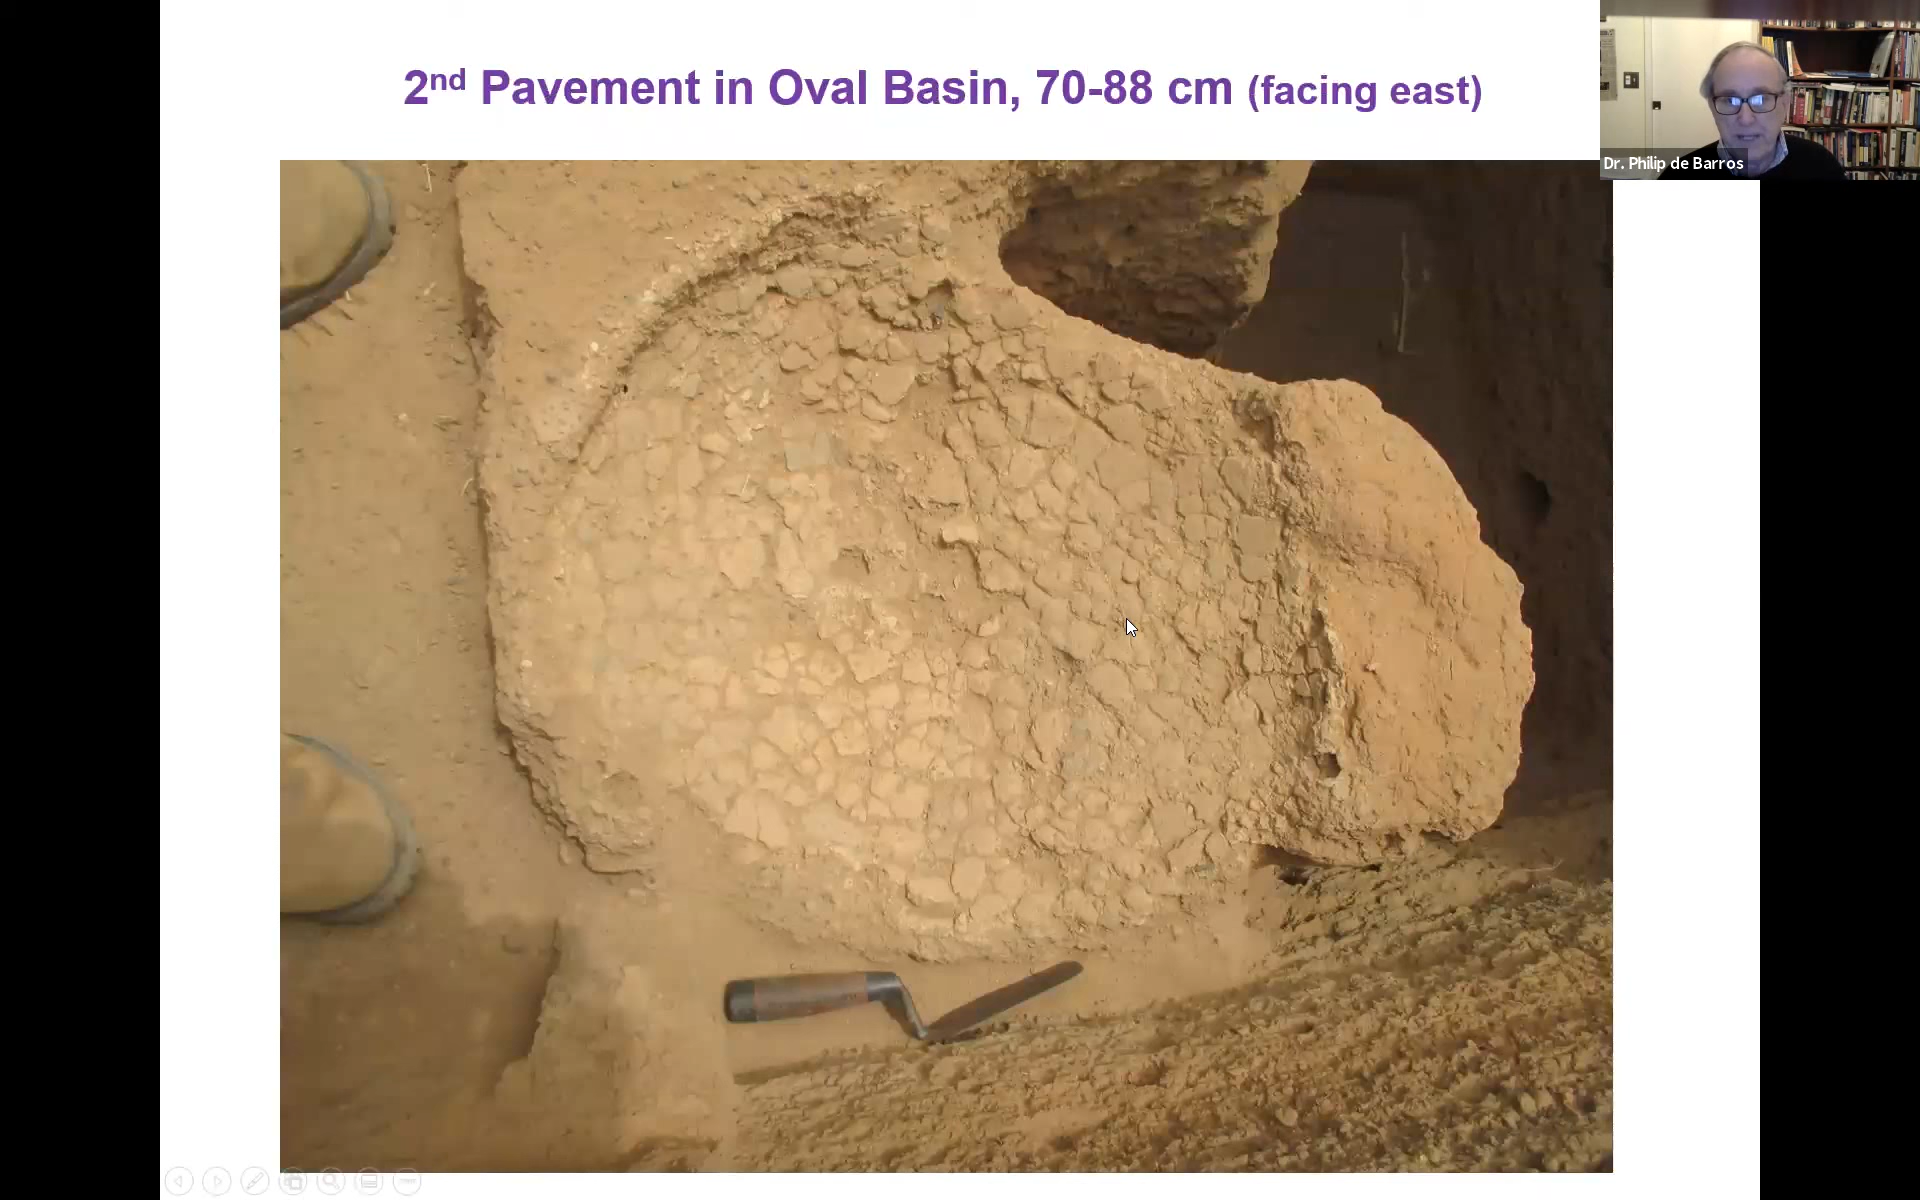 2nd Pavement in Oval Basin, 70-88 cm (facing east)
Dr. Philip de Barros